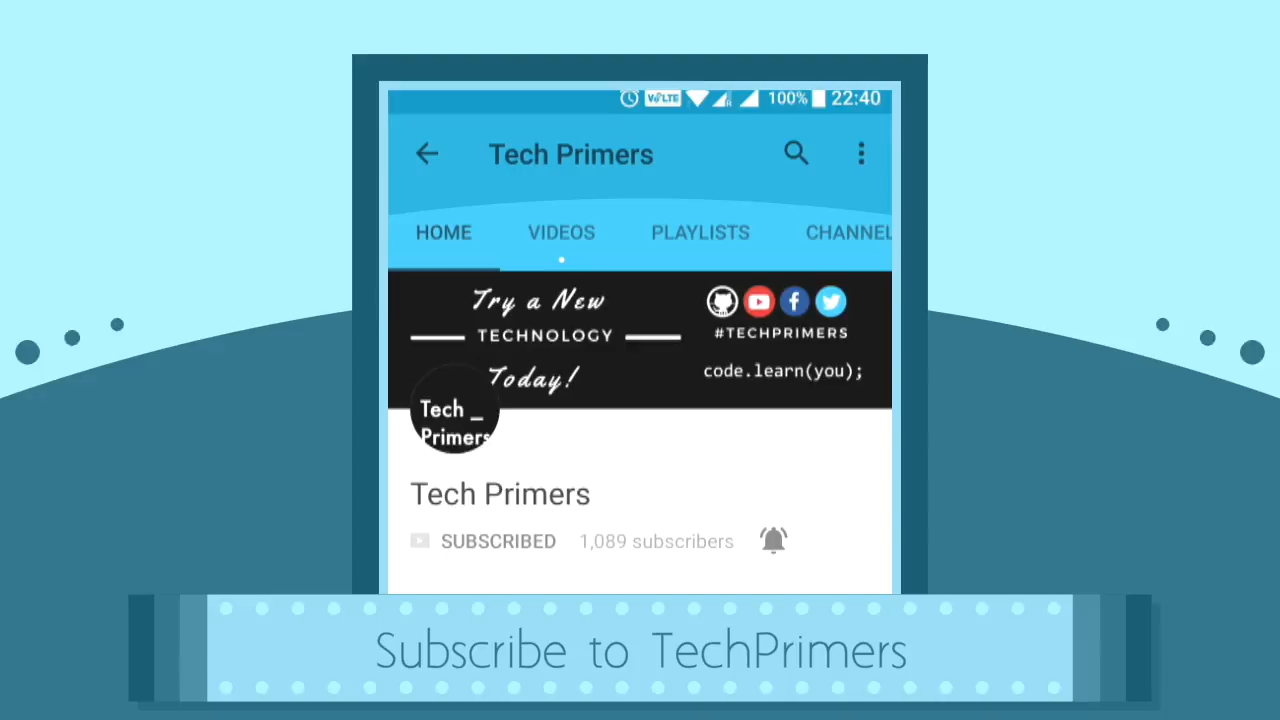 VoLTE R 100% 22:40
Tech Primers
HOME VIDEOS PLAYLISTS CHANNEL
Try a New
TECHNOLOGY
Today!
#TECHPRIMERS
code.learn(you);
Tech _
Primers
Tech Primers
SUBSCRIBED 1,089 subscribers
Subscribe to TechPrimers